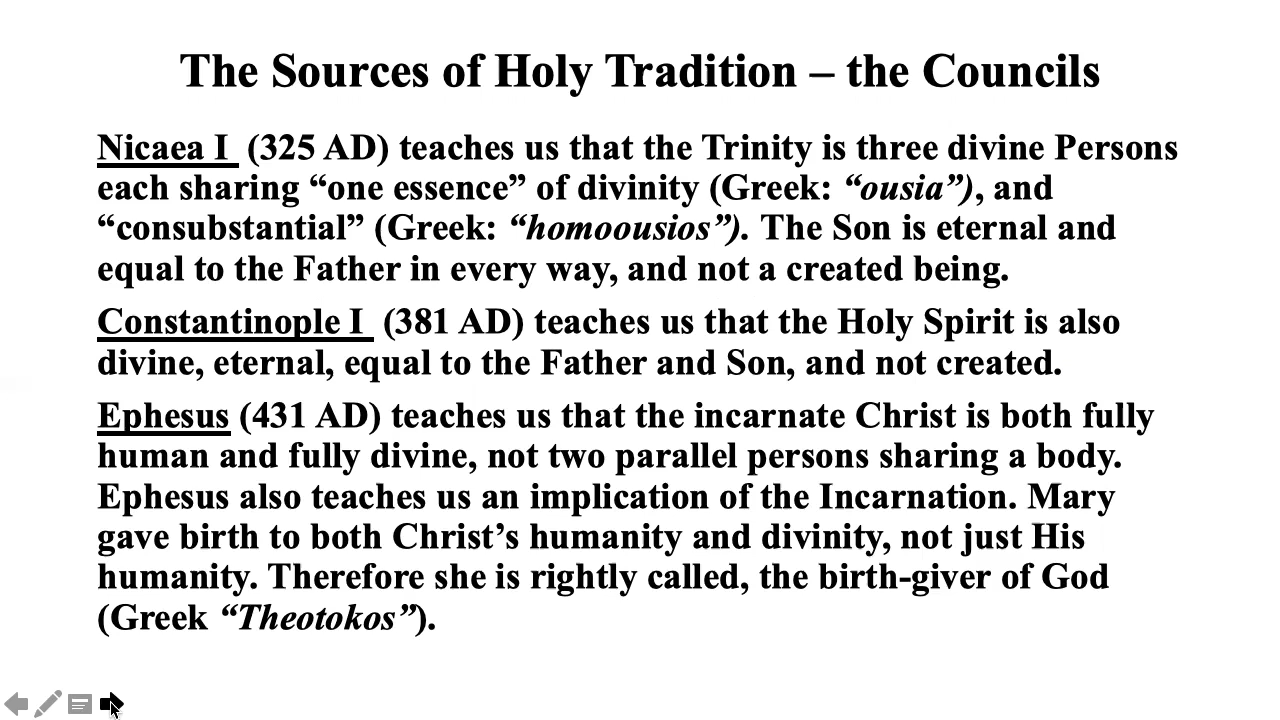 The Sources of Holy Tradition – the Councils
Nicaea I (325 AD) teaches us that the Trinity is three divine Persons
each sharing “one essence” of divinity (Greek: “ousia”), and
“consubstantial” (Greek: “homoousios”). The Son is eternal and
equal to the Father in every way, and not a created being.
Constantinople I (381 AD) teaches us that the Holy Spirit is also
divine, eternal, equal to the Father and Son, and not created.
Ephesus (431 AD) teaches us that the incarnate Christ is both fully
human and fully divine, not two parallel persons sharing a body.
Ephesus also teaches us an implication of the Incarnation. Mary
gave birth to both Christ’s humanity and divinity, not just His
humanity. Therefore she is rightly called, the birth-giver of God
(Greek “Theotokos”).